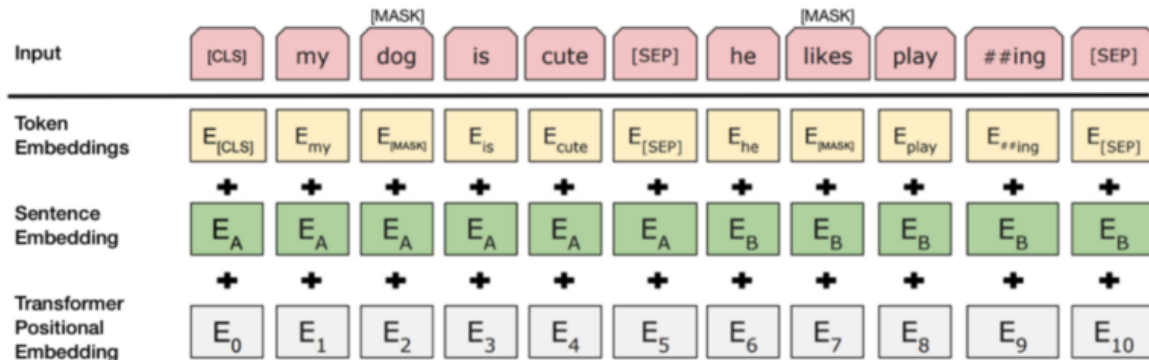 [MASK] [MASK]
Input [CLS] my dog is cute [SEP] he likes play ##ing [SEP]
Token Embeddings E[CLS] Emy E[MASK] Eis Ecute E[SEP] Ehe E[MASK] Eplay E##ing E[SEP]
Sentence Embedding EA EA EA EA EA EA EB EB EB EB EB
Transformer Positional Embedding E0 E1 E2 E3 E4 E5 E6 E7 E8 E9 E10